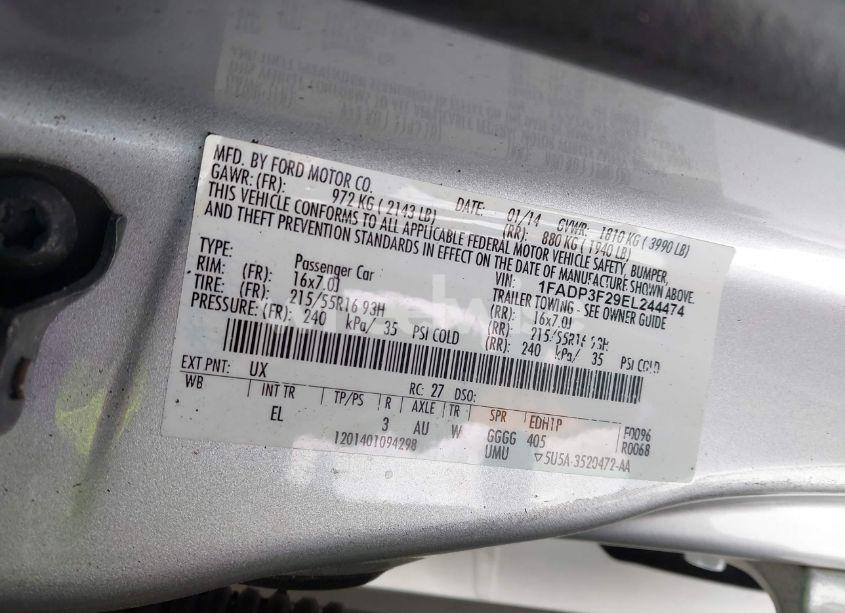 MFD. BY FORD MOTOR CO.
DATE: 01/14 GVWR: 1810 KG ( 3990 LB)
GAWR: (FR): 972 KG ( 2143 LB) (RR): 880 KG ( 1940 LB)
THIS VEHICLE CONFORMS TO ALL APPLICABLE FEDERAL MOTOR VEHICLE SAFETY, BUMPER,
AND THEFT PREVENTION STANDARDS IN EFFECT ON THE DATE OF MANUFACTURE SHOWN ABOVE.
VIN: 1FADP3F29EL244474
TYPE: Passenger Car TRAILER TOWING - SEE OWNER GUIDE
RIM: (FR): 16x7.0J (RR): 16x7.0J
TIRE: (FR): 215/55R16 93H (RR): 215/55R16 93H
PRESSURE: (FR): 240 kPa/ 35 PSI COLD (RR): 240 kPa/ 35 PSI COLD
EXT PNT: UX RC: 27 DSO:
WB INT TR TP/PS R AXLE TR SPR EDH1P F0096
EL 3 AU W GGGG 405 R0068
1201401094298 UMU ▽5U5A-3520472-AA